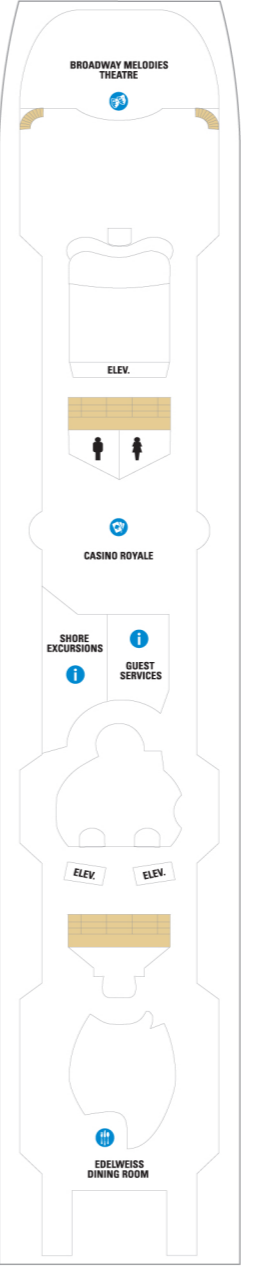 BROADWAY MELODIES
THEATRE
ELEV.
CASINO ROYALE
SHORE
EXCURSIONS
GUEST
SERVICES
ELEV.
ELEV.
EDELWEISS
DINING ROOM